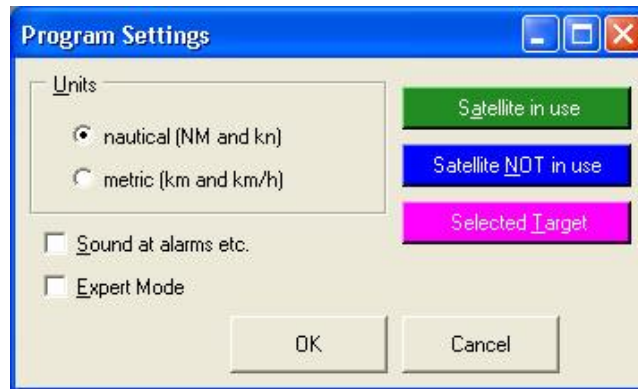 Program Settings
Units
nautical (NM and kn)
metric (km and km/h)
Sound at alarms etc.
Expert Mode
Satellite in use
Satellite NOT in use
Selected Target
OK
Cancel